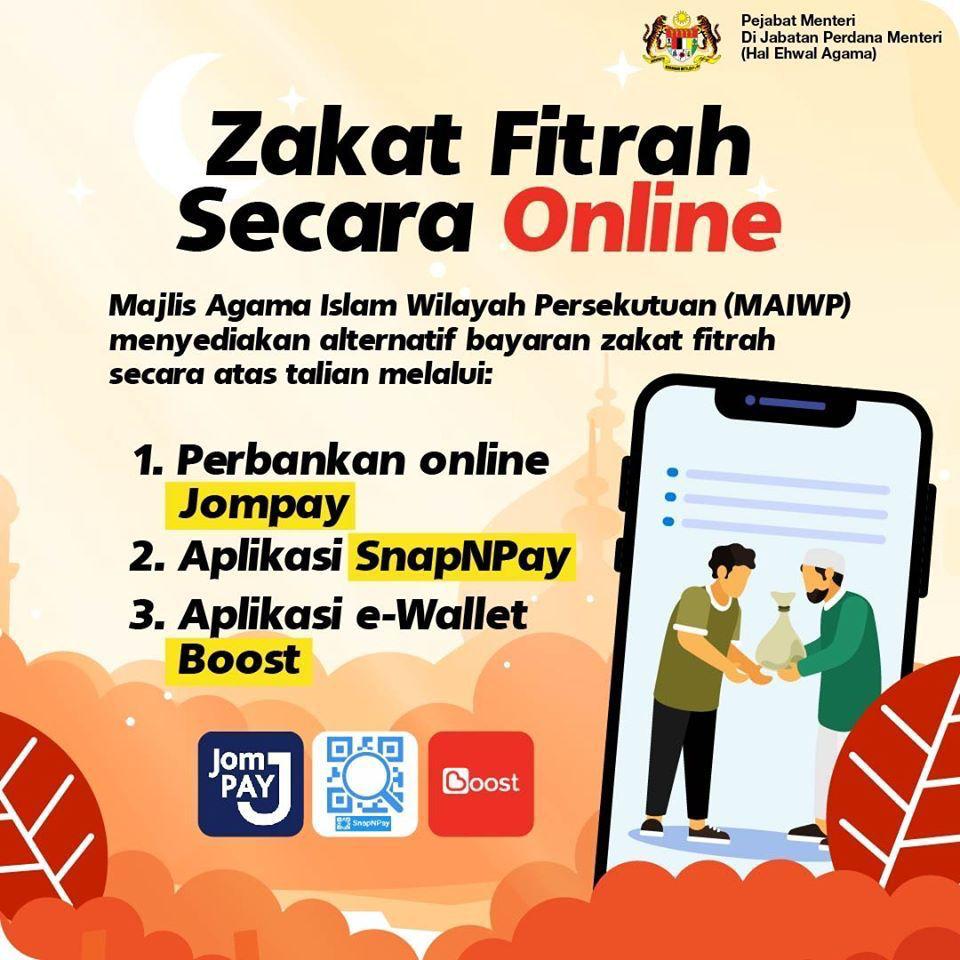 Pejabat Menteri
Di Jabatan Perdana Menteri
(Hal Ehwal Agama)
Zakat Fitrah
Secara Online
Majlis Agama Islam Wilayah Persekutuan (MAIWP)
menyediakan alternatif bayaran zakat fitrah
secara atas talian melalui:
1. Perbankan online
Jompay
2. Aplikasi SnapNPay
3. Aplikasi e-Wallet
Boost
Jom
PAY
SnapNPay
Boost